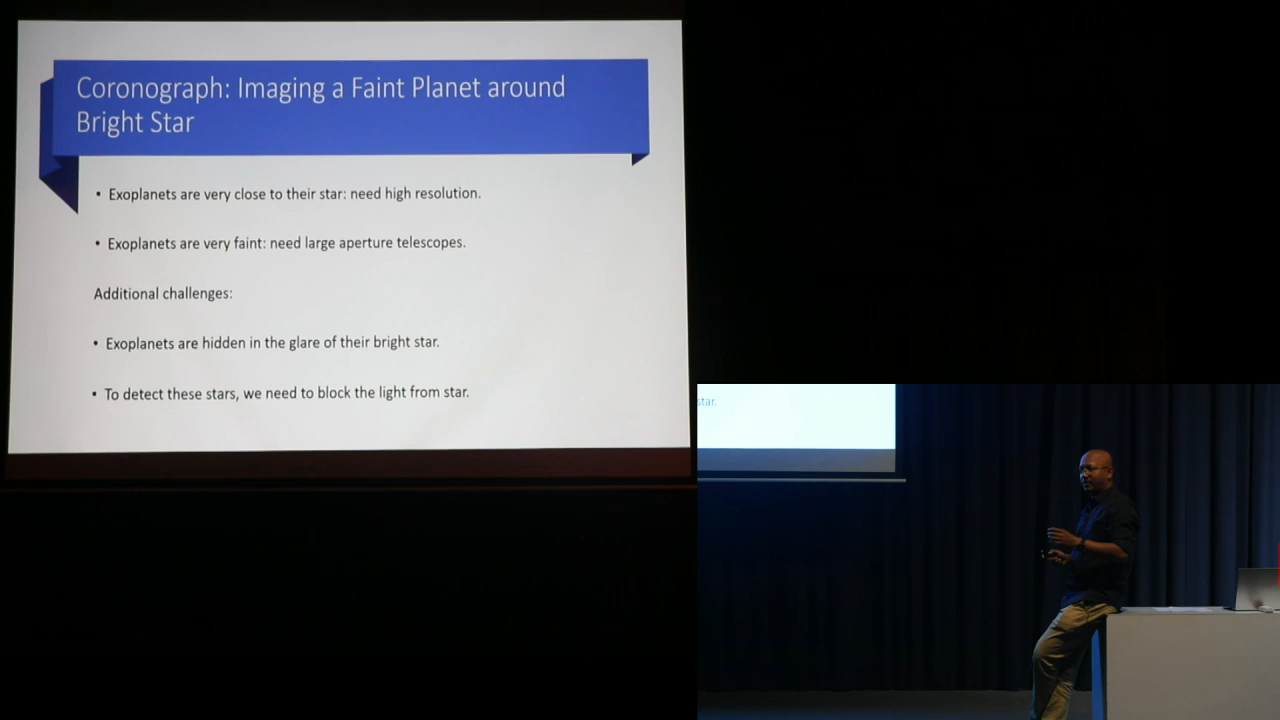 Coronograph: Imaging a Faint Planet around
Bright Star
• Exoplanets are very close to their star: need high resolution.
• Exoplanets are very faint: need large aperture telescopes.
Additional challenges:
• Exoplanets are hidden in the glare of their bright star.
• To detect these stars, we need to block the light from star.
star.